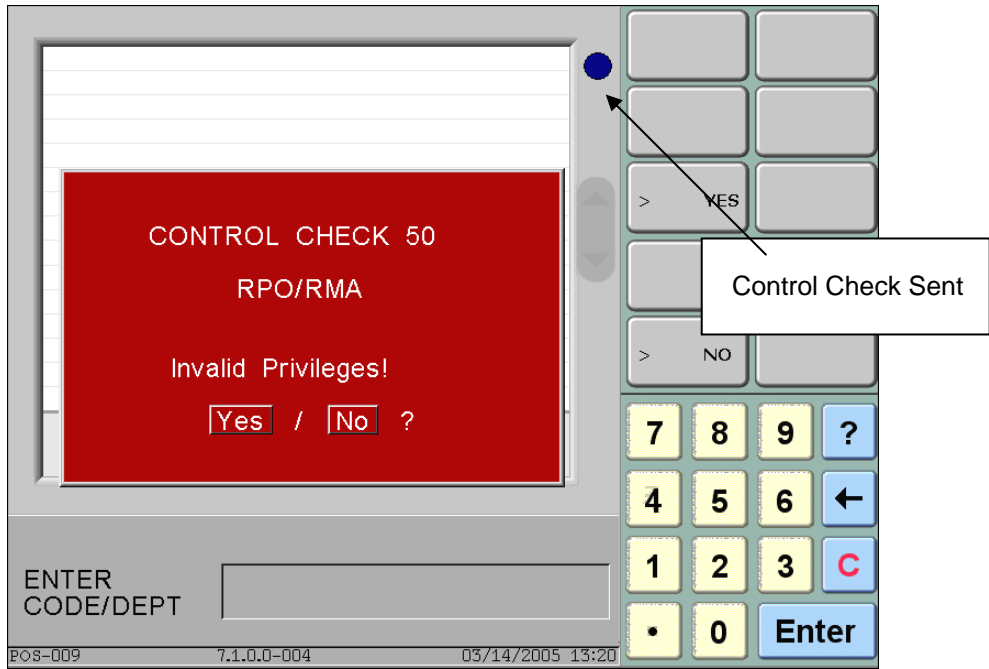 CONTROL CHECK 50
RPO/RMA
Invalid Privileges!
Yes / No ?
> YES
Control Check Sent
> NO
7 8 9 ?
4 5 6 ←
1 2 3 C
. 0 Enter
ENTER
CODE/DEPT
POS-009 7.1.0.0-004 03/14/2005 13:20